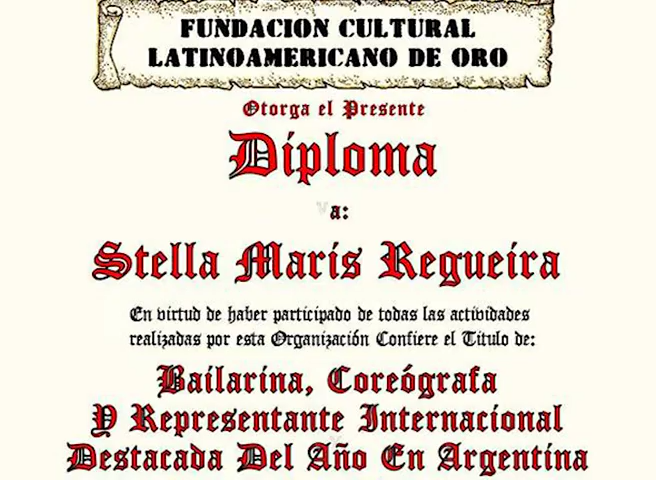 FUNDACION CULTURAL
LATINOAMERICANO DE ORO
Otorga el Presente
Diploma
a:
Stella Maris Regueira
En virtud de haber participado de todas las actividades
realizadas por esta Organización Confiere el Titulo de:
Bailarina, Coreógrafa
Y Representante Internacional
Destacada Del Año En Argentina